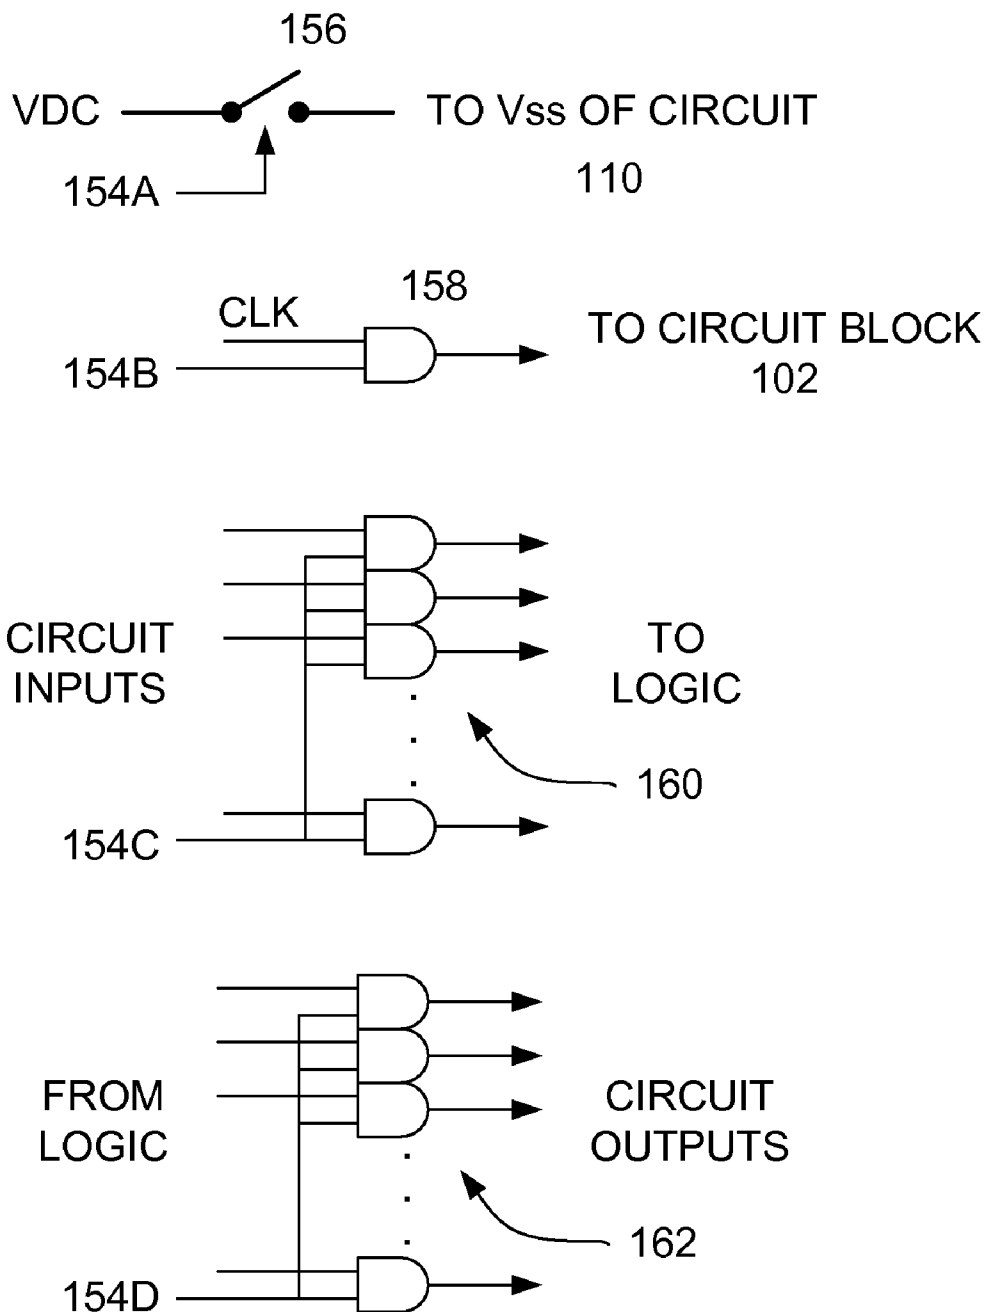 156
VDC
TO Vss OF CIRCUIT
110
154A
158
CLK
TO CIRCUIT BLOCK
102
154B
CIRCUIT
INPUTS
TO
LOGIC
160
154C
FROM
LOGIC
CIRCUIT
OUTPUTS
162
154D